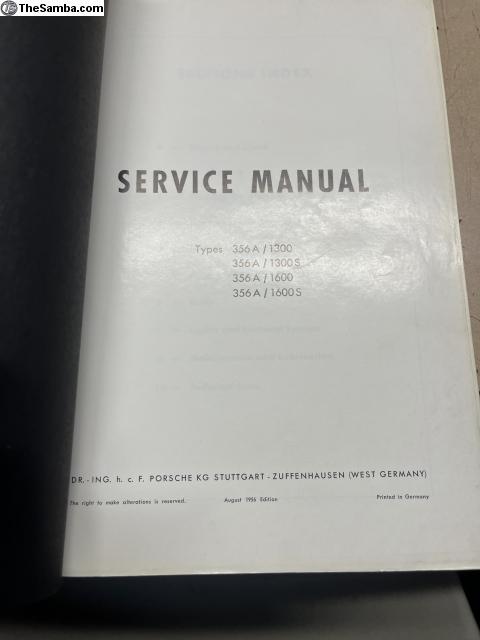 TheSamba.com
SERVICE MANUAL
Types 356 A / 1300
356 A / 1300 S
356 A / 1600
356 A / 1600 S
DR. - ING. h. c. F. PORSCHE KG STUTTGART - ZUFFENHAUSEN (WEST GERMANY)
The right to make alterations is reserved. August 1956 Edition Printed in Germany